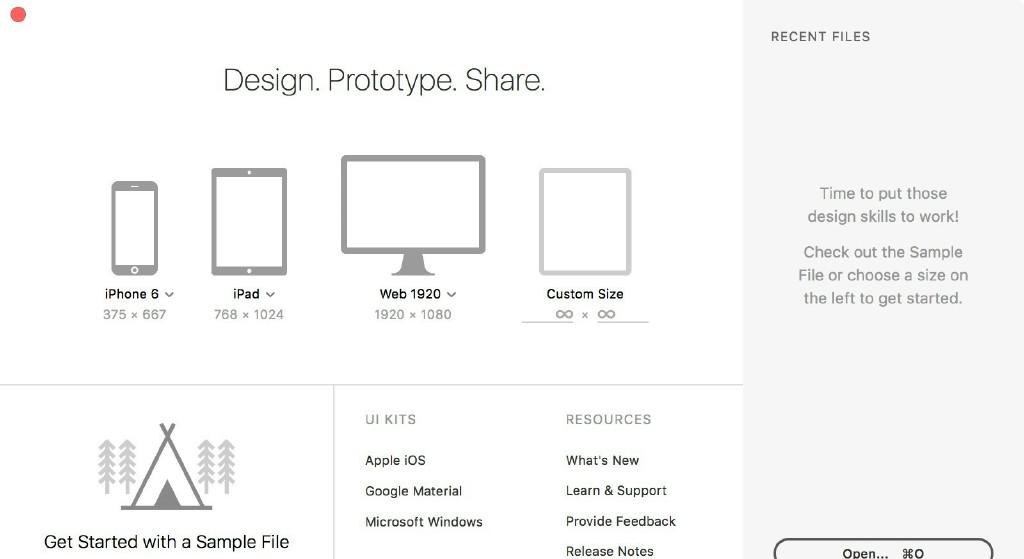 Design. Prototype. Share.
iPhone 6
375 × 667
iPad
768 × 1024
Web 1920
1920 × 1080
Custom Size
∞ × ∞
Get Started with a Sample File
UI KITS
Apple iOS
Google Material
Microsoft Windows
RESOURCES
What's New
Learn & Support
Provide Feedback
Release Notes
RECENT FILES
Time to put those
design skills to work!
Check out the Sample
File or choose a size on
the left to get started.
Open... ⌘O